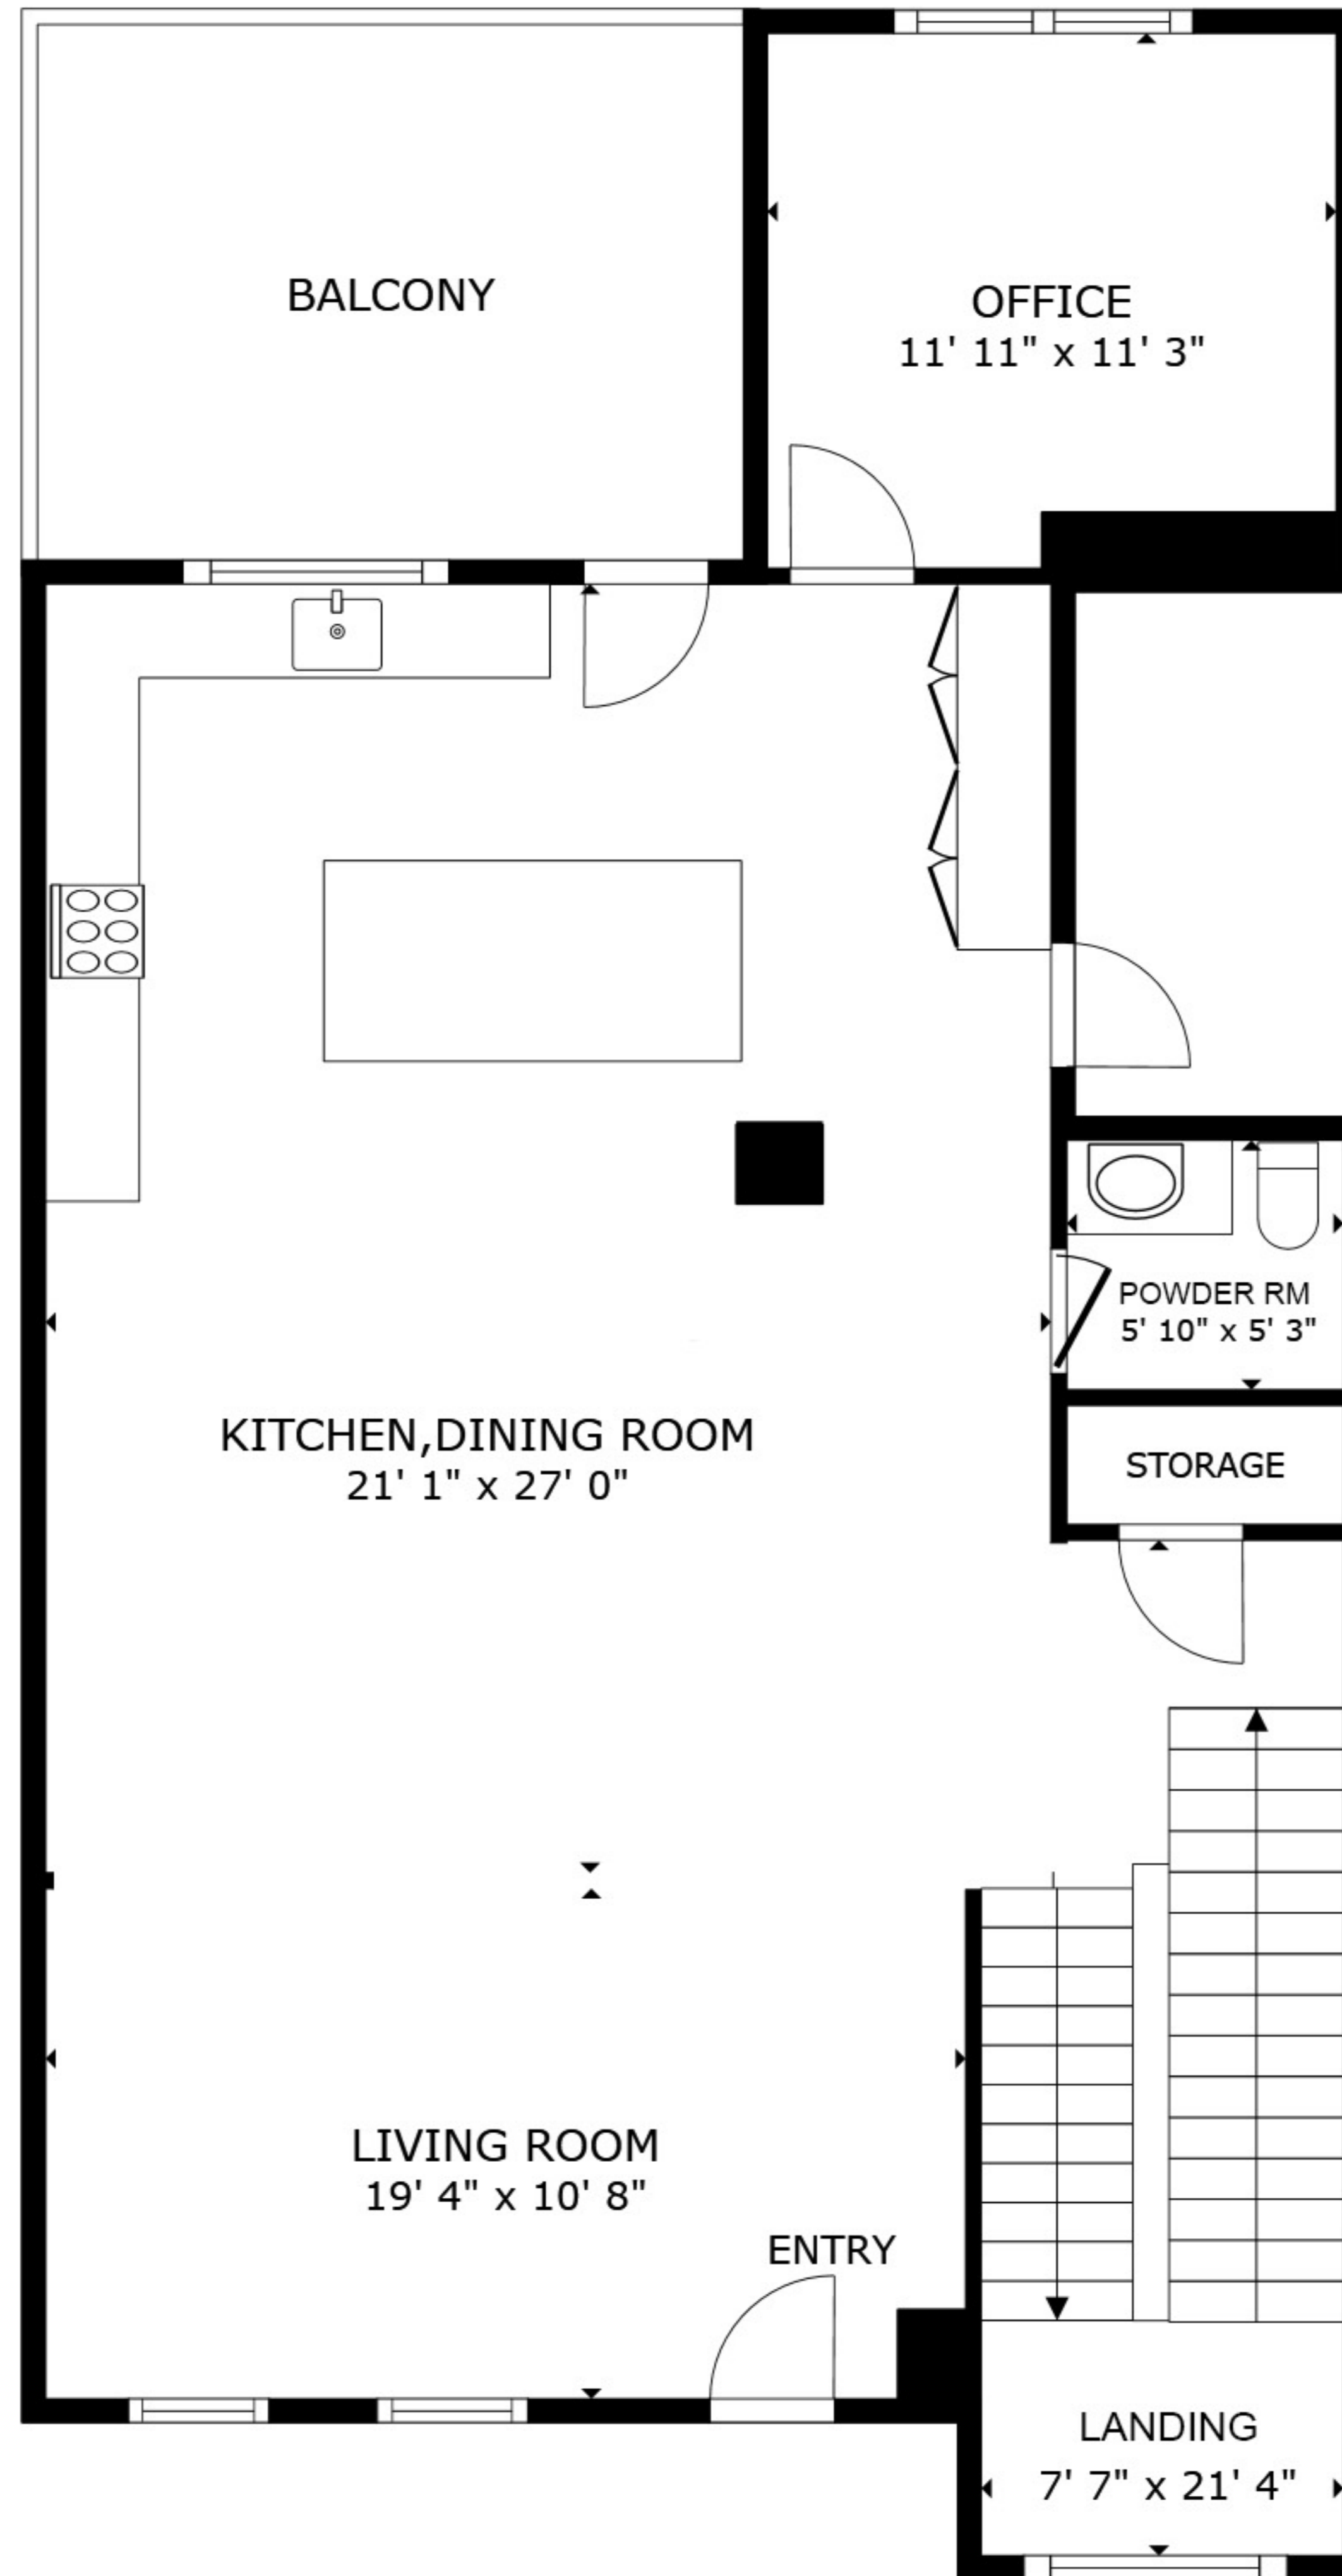 BALCONY
OFFICE
11' 11" x 11' 3"
POWDER RM
5' 10" x 5' 3"
KITCHEN,DINING ROOM
21' 1" x 27' 0"
STORAGE
LIVING ROOM
19' 4" x 10' 8"
ENTRY
LANDING
7' 7" x 21' 4"